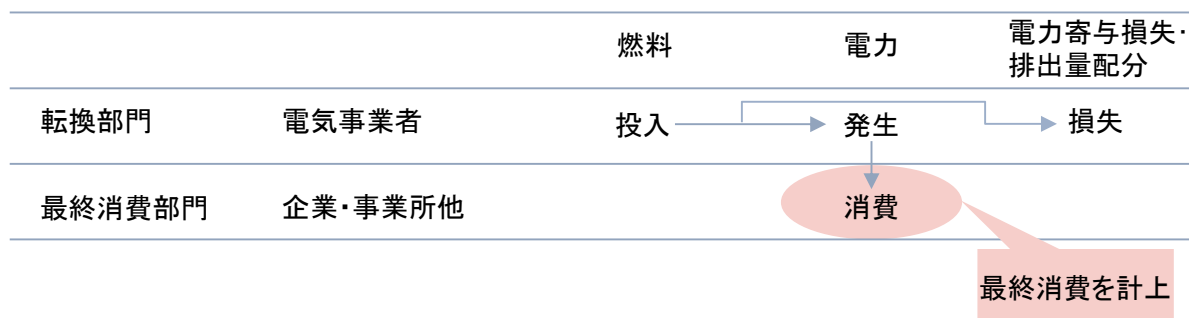 燃料
電力
電力寄与損失・
排出量配分
転換部門
電気事業者
投入
発生
損失
最終消費部門
企業・事業所他
消費
最終消費を計上